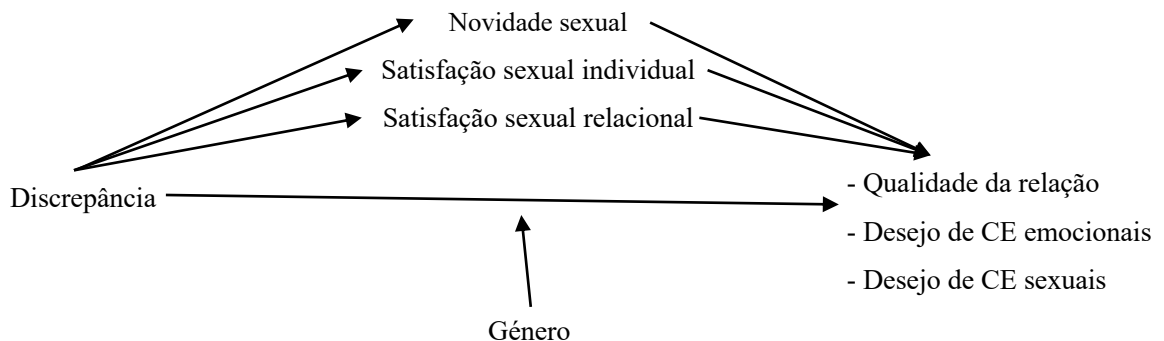 Novidade sexual
Satisfação sexual individual
Satisfação sexual relacional
Discrepância
- Qualidade da relação
- Desejo de CE emocionais
- Desejo de CE sexuais
Género